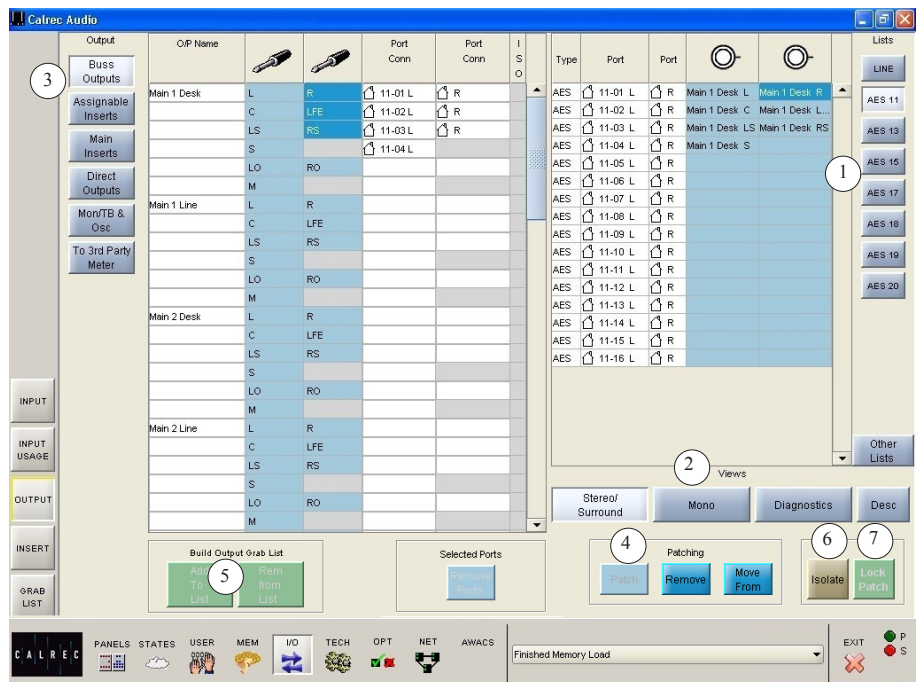 Calrec Audio
Output
Buss Outputs
Assignable Inserts
Main Inserts
Direct Outputs
Mon/TB & Osc
To 3rd Party Meter
3
INPUT
INPUT USAGE
OUTPUT
INSERT
GRAB LIST
O/P Name Port Conn Port Conn ISO
Main 1 Desk L R 11-01 L R
C LFE 11-02 L R
LS RS 11-03 L R
S 11-04 L
LO RO
M
Main 1 Line L R
C LFE
LS RS
S
LO RO
M
Main 2 Desk L R
C LFE
LS RS
S
LO RO
M
Main 2 Line L R
C LFE
LS RS
S
LO RO
M
Type Port Port
AES 11-01 L R Main 1 Desk L Main 1 Desk R
AES 11-02 L R Main 1 Desk C Main 1 Desk L...
AES 11-03 L R Main 1 Desk LS Main 1 Desk RS
AES 11-04 L R Main 1 Desk S
AES 11-05 L R
AES 11-06 L R
AES 11-07 L R
AES 11-08 L R
AES 11-09 L R
AES 11-10 L R
AES 11-11 L R
AES 11-12 L R
AES 11-13 L R
AES 11-14 L R
AES 11-15 L R
AES 11-16 L R
Lists
LINE
AES 11
AES 13
AES 15
AES 17
AES 18
AES 19
AES 20
1
Other Lists
2
Views
Stereo/ Surround
Mono
Diagnostics
Desc
Build Output Grab List
Add To List
5
Rem from List
Selected Ports
Remove Ports
4
Patching
Patch
Remove
Move From
6
Isolate
7
Lock Patch
CALREC
PANELS STATES USER MEM I/O TECH OPT NET AWACS
Finished Memory Load
EXIT
P
S